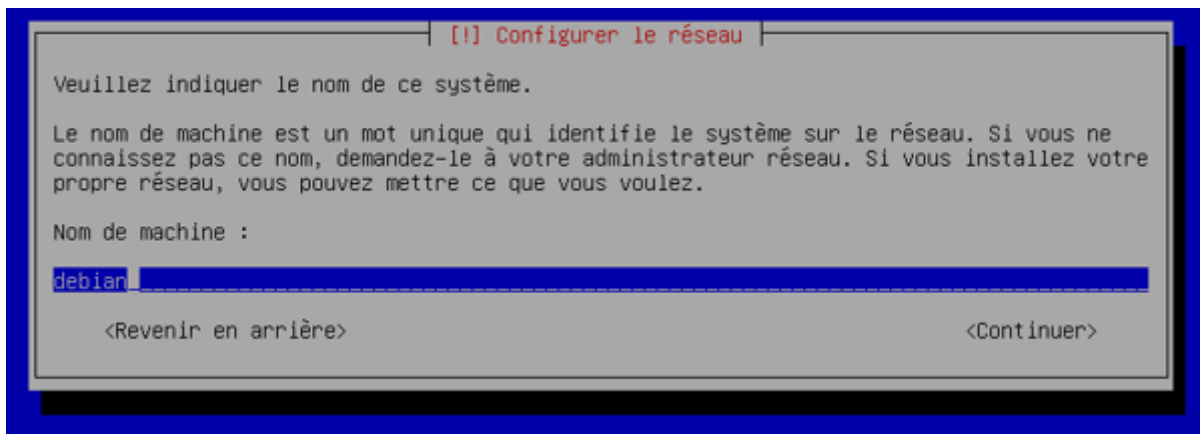 [!] Configurer le réseau
Veuillez indiquer le nom de ce système.
Le nom de machine est un mot unique qui identifie le système sur le réseau. Si vous ne
connaissez pas ce nom, demandez-le à votre administrateur réseau. Si vous installez votre
propre réseau, vous pouvez mettre ce que vous voulez.
Nom de machine :
debian
<Revenir en arrière> <Continuer>